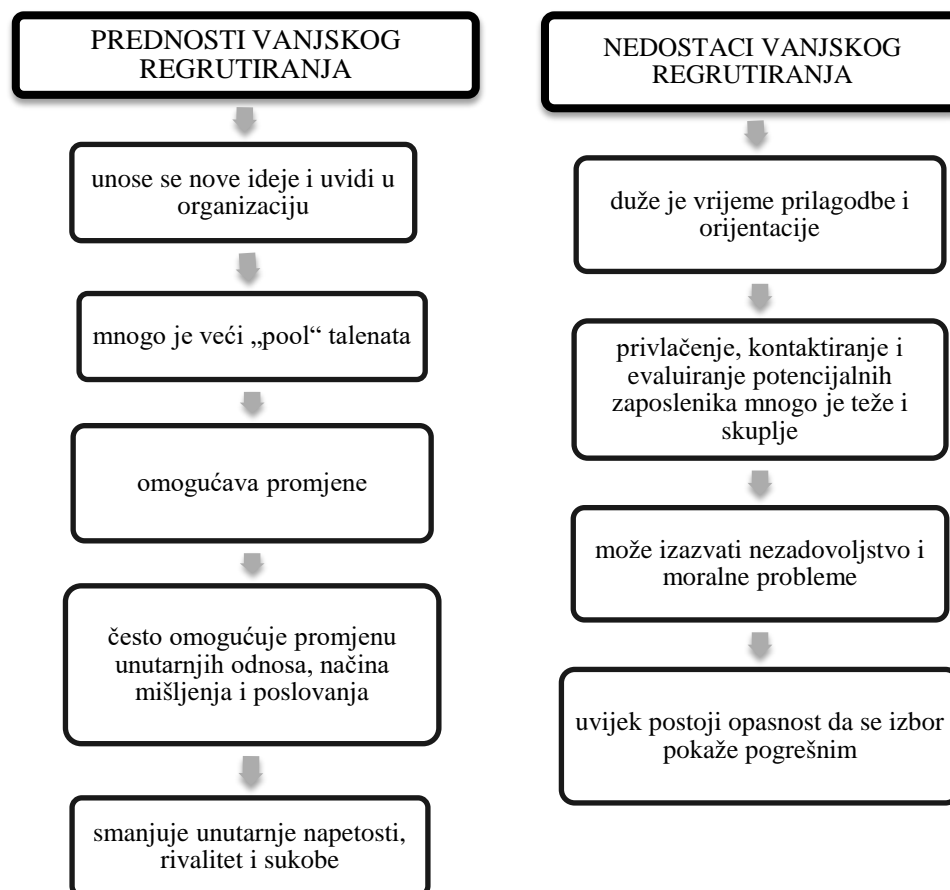 PREDNOSTI VANJSKOG
REGRUTIRANJA
unose se nove ideje i uvidi u
organizaciju
mnogo je veći „pool“ talenata
omogućava promjene
često omogućuje promjenu
unutarnjih odnosa, načina
mišljenja i poslovanja
smanjuje unutarnje napetosti,
rivalitet i sukobe
NEDOSTACI VANJSKOG
REGRUTIRANJA
duže je vrijeme prilagodbe i
orijentacije
privlačenje, kontaktiranje i
evaluiranje potencijalnih
zaposlenika mnogo je teže i
skuplje
može izazvati nezadovoljstvo i
moralne probleme
uvijek postoji opasnost da se izbor
pokaže pogrešnim